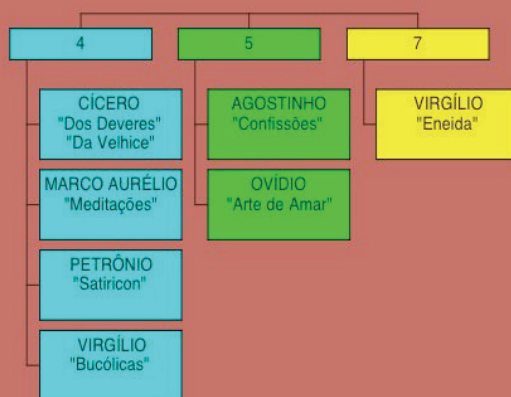 4
5
7
CÍCERO
"Dos Deveres"
"Da Velhice"
MARCO AURÉLIO
"Meditações"
PETRÔNIO
"Satiricon"
VIRGÍLIO
"Bucólicas"
AGOSTINHO
"Confissões"
OVÍDIO
"Arte de Amar"
VIRGÍLIO
"Eneida"